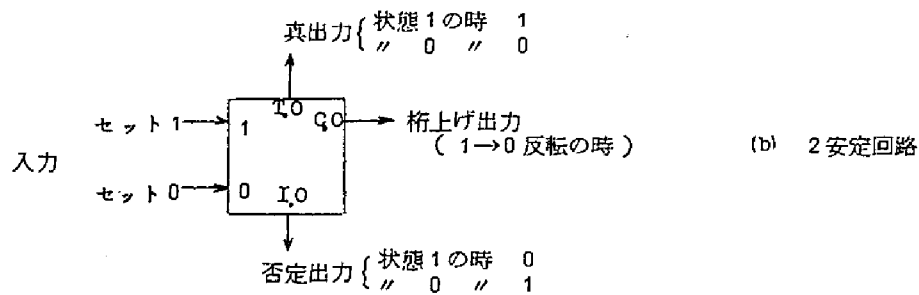 真出力{状態1の時 1
〃 0 〃 0
T,O
セット1 1 C,O 桁上げ出力
(1→0反転の時) (b) 2安定回路
入力
セット0 0 I,O
否定出力{状態1の時 0
〃 0 〃 1